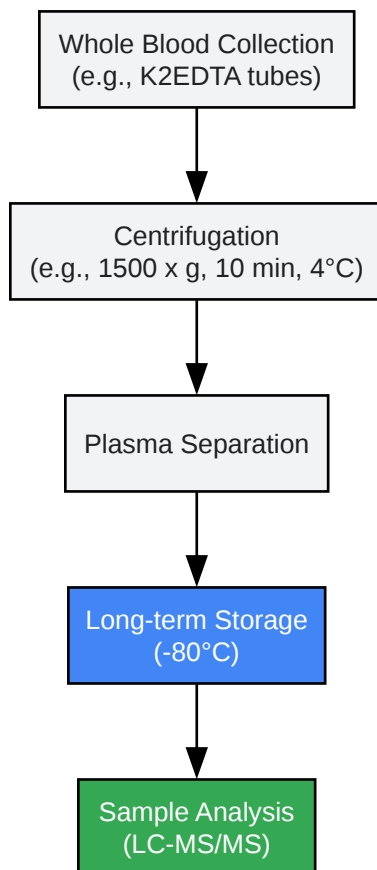 Whole Blood Collection
(e.g., K2EDTA tubes)
Centrifugation
(e.g., 1500 x g, 10 min, 4°C)
Plasma Separation
Long-term Storage
(-80°C)
Sample Analysis
(LC-MS/MS)